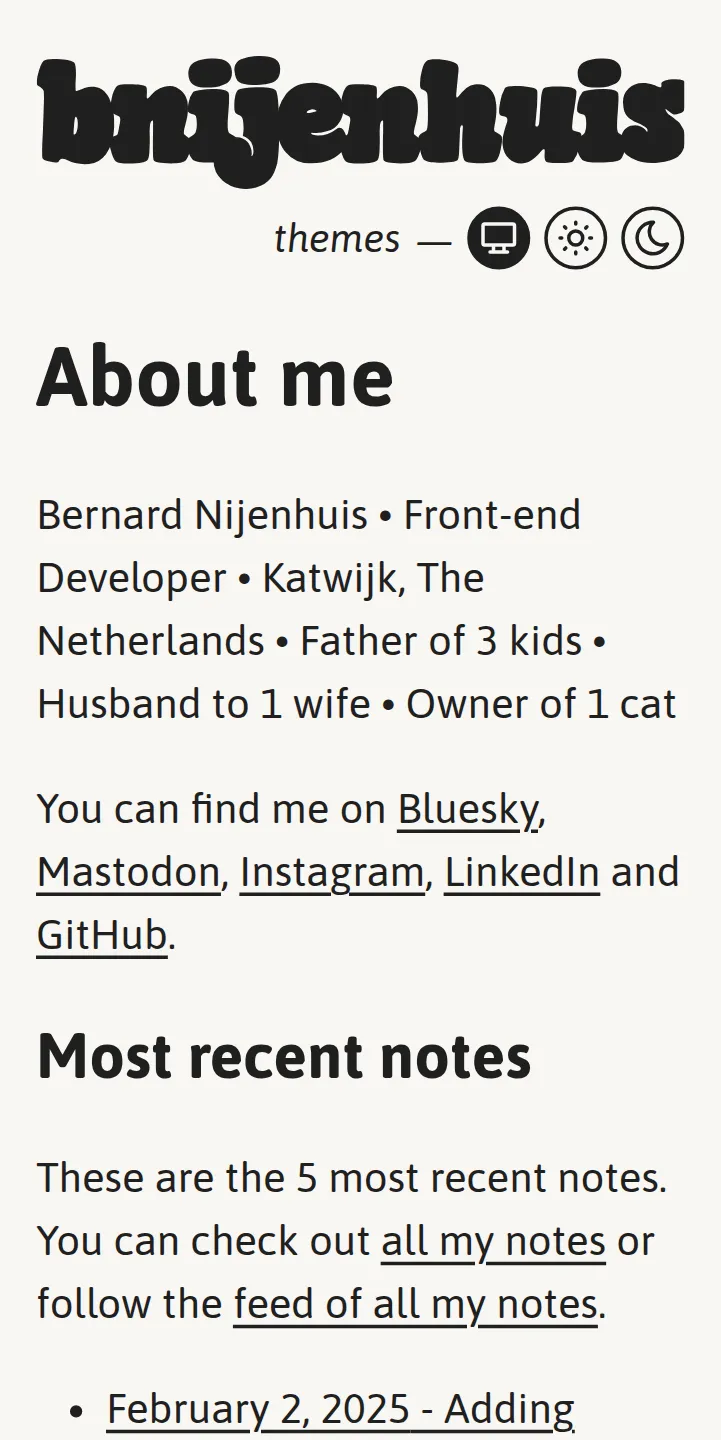 bnijenhuis
themes —
About me
Bernard Nijenhuis • Front-end
Developer • Katwijk, The
Netherlands • Father of 3 kids •
Husband to 1 wife • Owner of 1 cat
You can find me on Bluesky,
Mastodon, Instagram, LinkedIn and
GitHub.
Most recent notes
These are the 5 most recent notes.
You can check out all my notes or
follow the feed of all my notes.
• February 2, 2025 - Adding